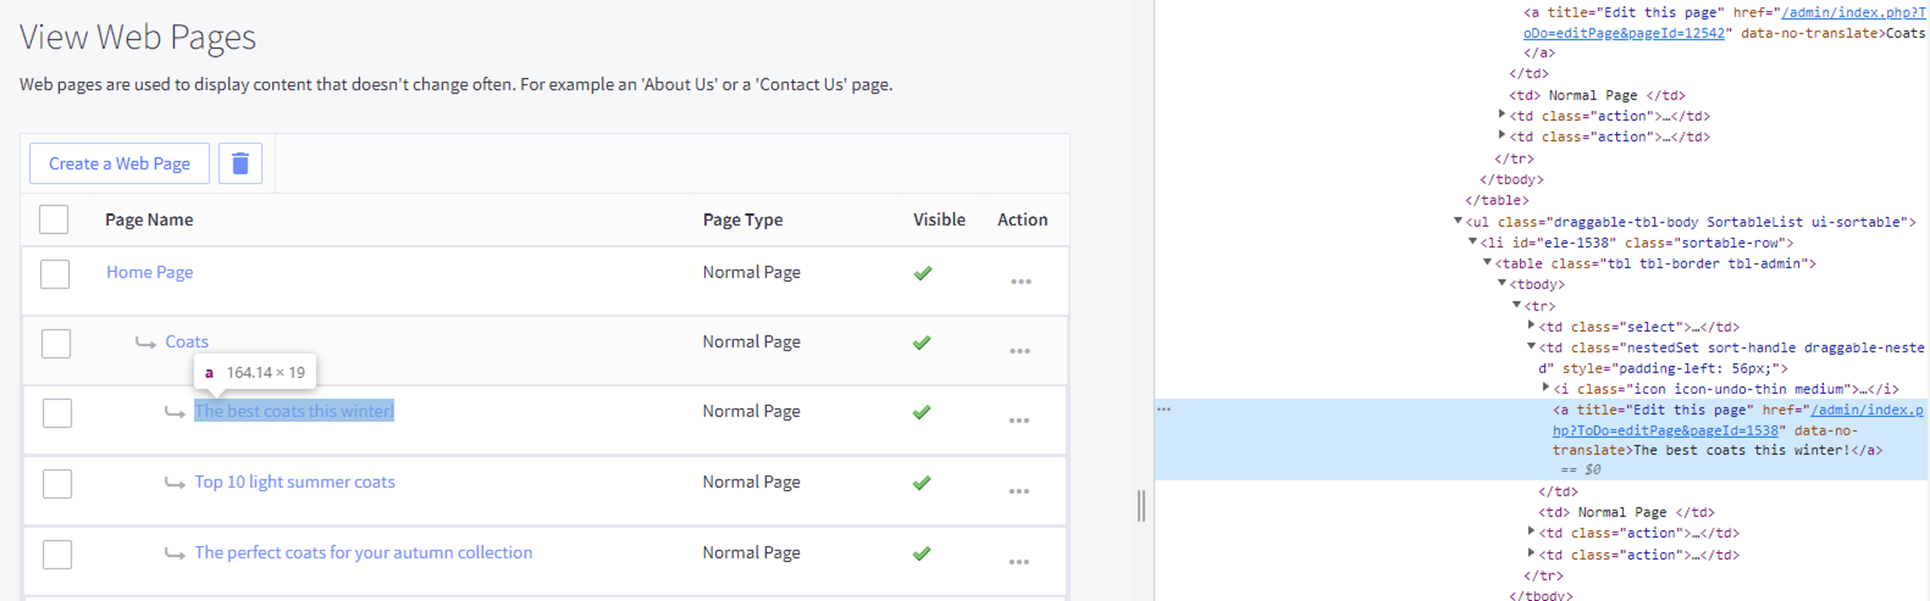 View Web Pages
Web pages are used to display content that doesn't change often. For example an 'About Us' or a 'Contact Us' page.
Create a Web Page
Page Name Page Type Visible Action
Home Page Normal Page
Coats Normal Page
a 164.14 × 19
The best coats this winter! Normal Page
Top 10 light summer coats Normal Page
The perfect coats for your autumn collection Normal Page
<a title="Edit this page" href="/admin/index.php?T
oDo=editPage&pageId=12542" data-no-translate>Coats
</a>
</td>
<td> Normal Page </td>
<td class="action">…</td>
<td class="action">…</td>
</tr>
</tbody>
</table>
<ul class="draggable-tbl-body SortableList ui-sortable">
<li id="ele-1538" class="sortable-row">
<table class="tbl tbl-border tbl-admin">
<tbody>
<tr>
<td class="select">…</td>
<td class="nestedSet sort-handle draggable-neste
d" style="padding-left: 56px;">
<i class="icon icon-undo-thin medium">…</i>
<a title="Edit this page" href="/admin/index.p
hp?ToDo=editPage&pageId=1538" data-no-
translate>The best coats this winter!</a>
== $0
</td>
<td> Normal Page </td>
<td class="action">…</td>
<td class="action">…</td>
</tr>
</tbody>